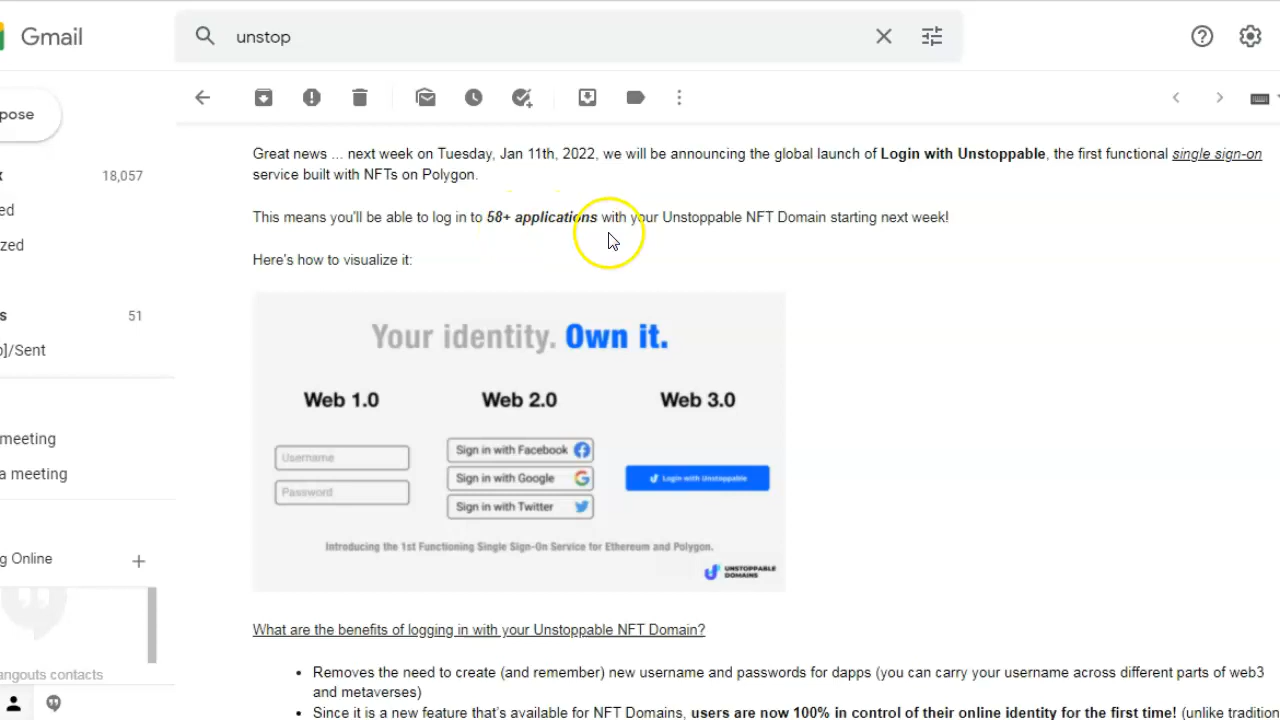 Gmail
unstop
pose
x 18,057
ed
zed
s 51
p]/Sent
meeting
a meeting
g Online
angouts contacts
Great news ... next week on Tuesday, Jan 11th, 2022, we will be announcing the global launch of Login with Unstoppable, the first functional single sign-on
service built with NFTs on Polygon.
This means you'll be able to log in to 58+ applications with your Unstoppable NFT Domain starting next week!
Here's how to visualize it:
Your identity. Own it.
Web 1.0 Web 2.0 Web 3.0
Username
Password
Sign in with Facebook
Sign in with Google
Sign in with Twitter
Login with Unstoppable
Introducing the 1st Functioning Single Sign-On Service for Ethereum and Polygon.
UNSTOPPABLE
DOMAINS
What are the benefits of logging in with your Unstoppable NFT Domain?
• Removes the need to create (and remember) new username and passwords for dapps (you can carry your username across different parts of web3
and metaverses)
• Since it is a new feature that's available for NFT Domains, users are now 100% in control of their online identity for the first time! (unlike tradition